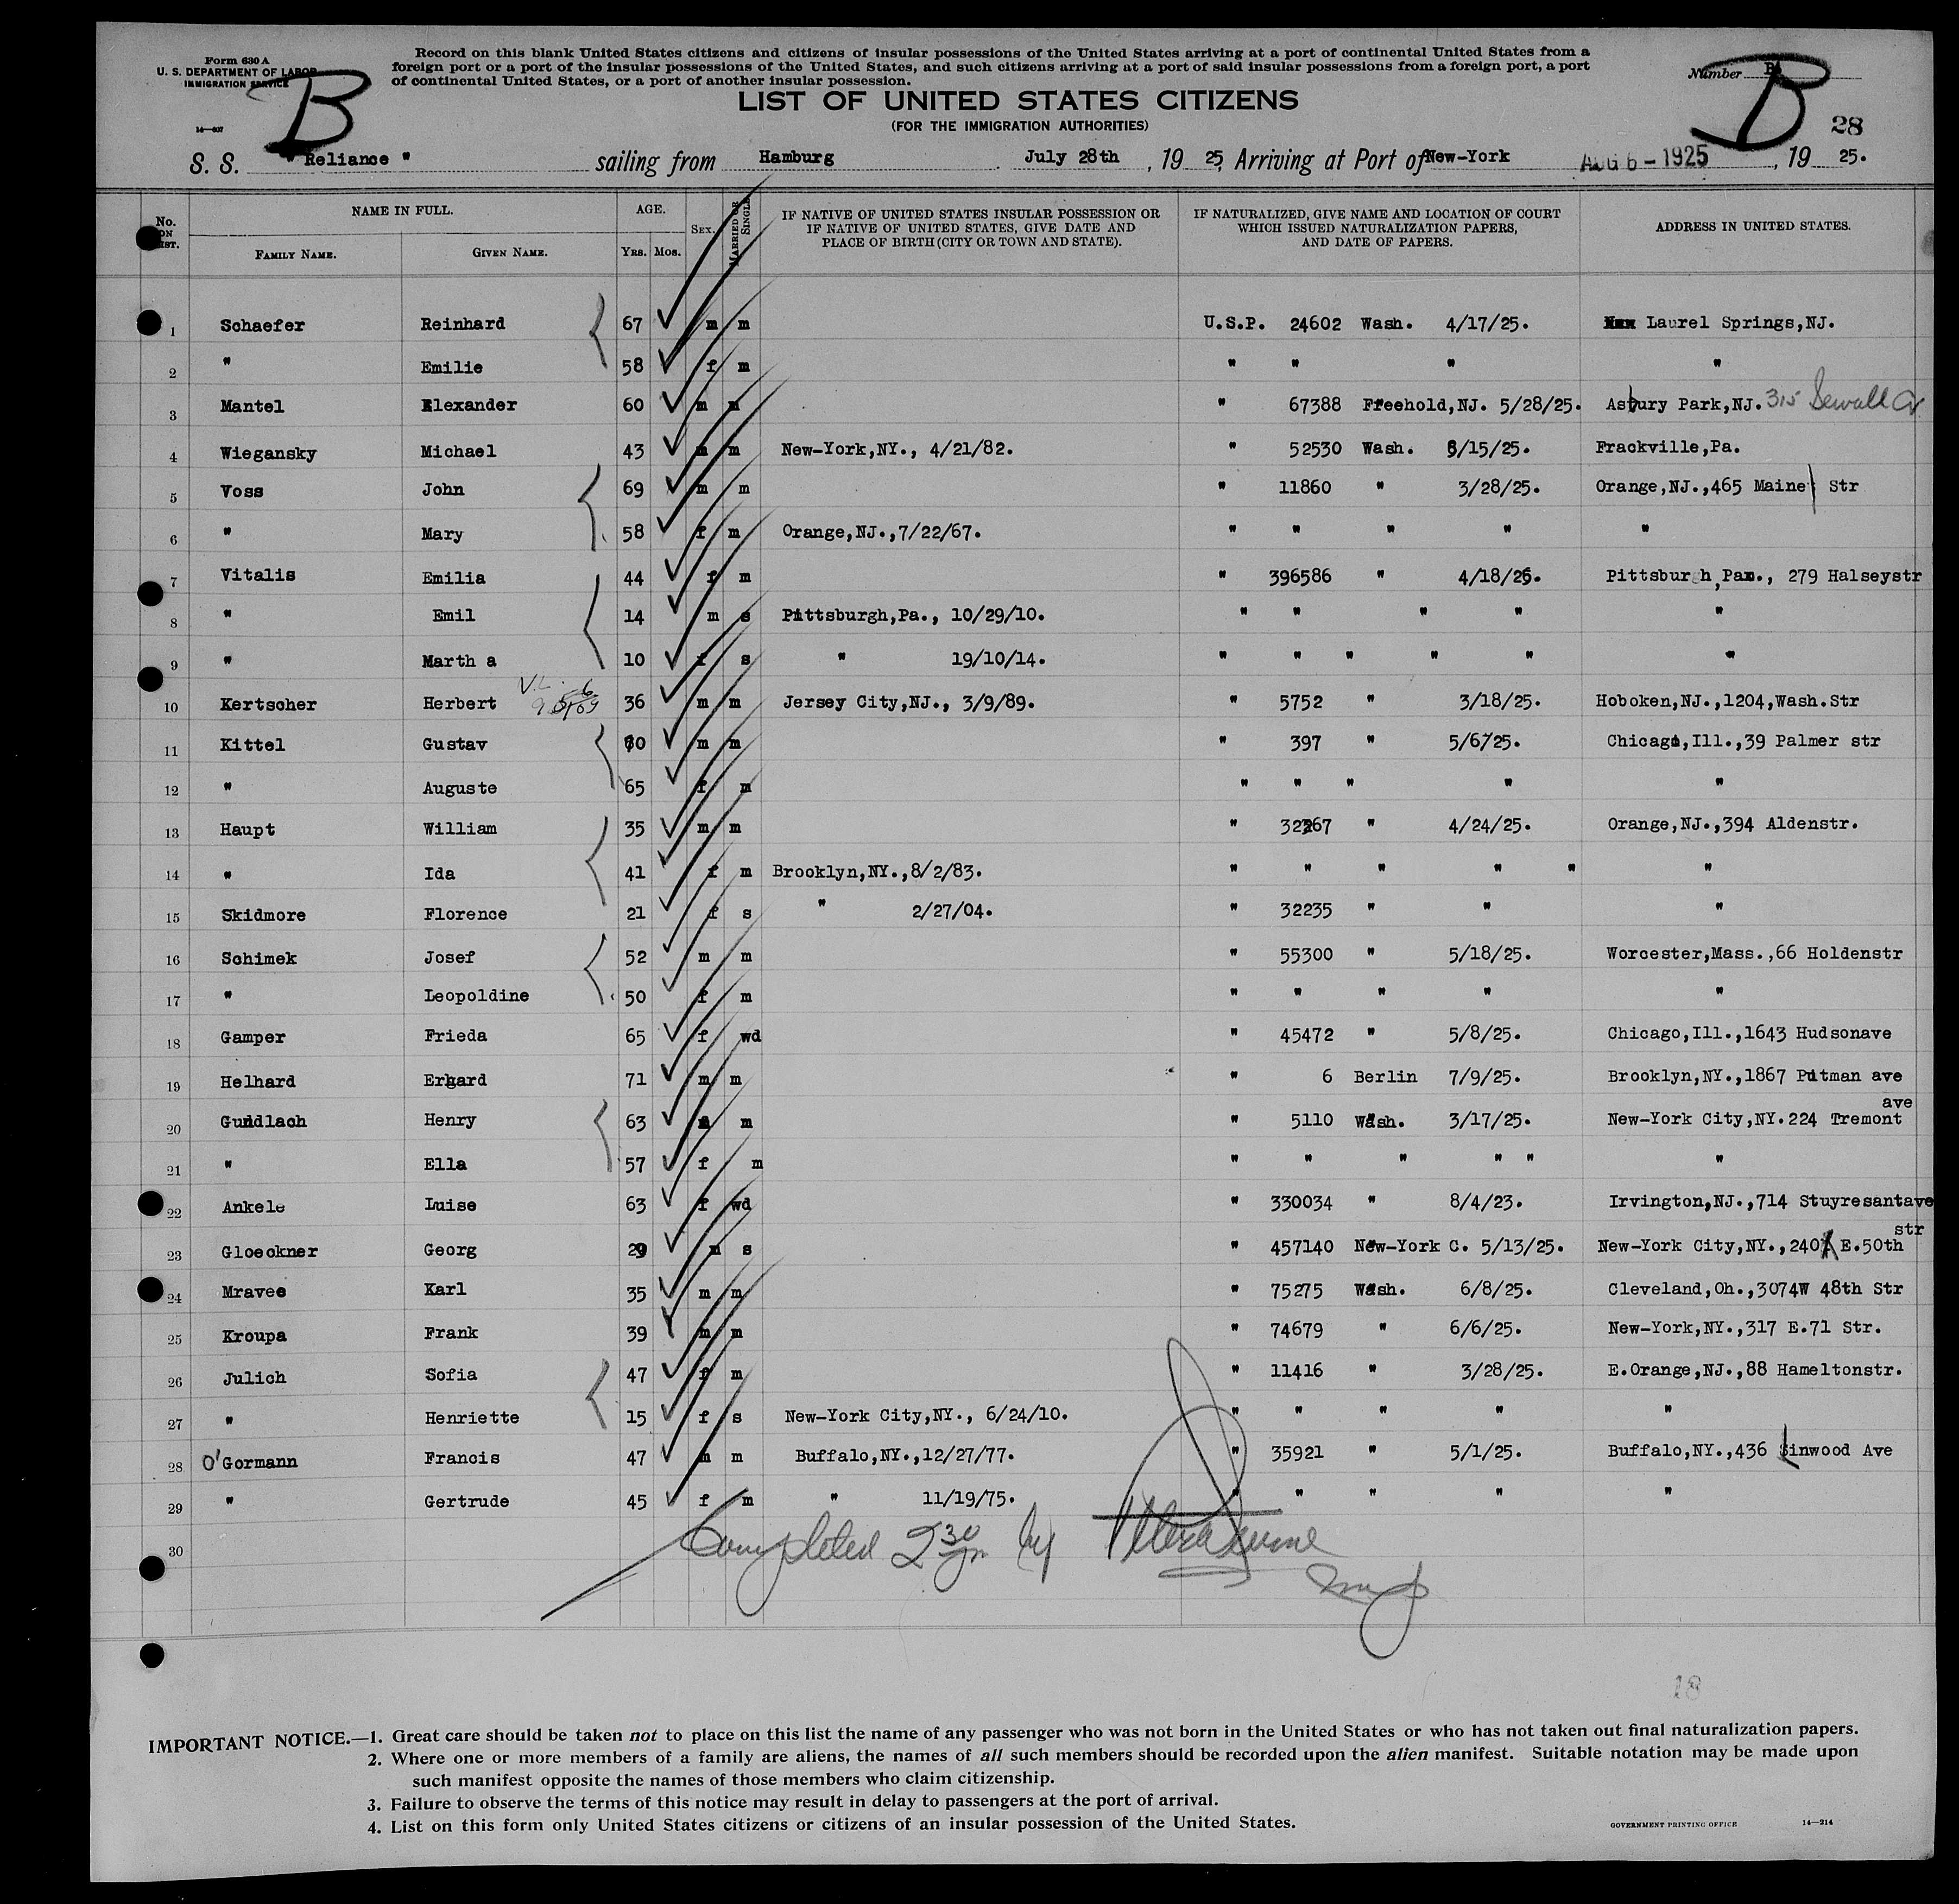 Form 630 A
U. S. DEPARTMENT OF LABOR
IMMIGRATION SERVICE
14—607
Record on this blank United States citizens and citizens of insular possessions of the United States arriving at a port of continental United States from a
foreign port or a port of the insular possessions of the United States, and such citizens arriving at a port of said insular possessions from a foreign port, a port
of continental United States, or a port of another insular possession.
B
Number B
28
LIST OF UNITED STATES CITIZENS
(FOR THE IMMIGRATION AUTHORITIES)
S. S. "Reliance" sailing from Hamburg July 28th, 19 25, Arriving at Port of New-York AUG 6 - 1925, 19 25.
No. ON LIST. NAME IN FULL. AGE. SEX. MARRIED OR SINGLE. IF NATIVE OF UNITED STATES INSULAR POSSESSION OR IF NATIVE OF UNITED STATES, GIVE DATE AND PLACE OF BIRTH (CITY OR TOWN AND STATE). IF NATURALIZED, GIVE NAME AND LOCATION OF COURT WHICH ISSUED NATURALIZATION PAPERS, AND DATE OF PAPERS. ADDRESS IN UNITED STATES.
FAMILY NAME. GIVEN NAME. YRS. MOS.
1 Schaefer Reinhard 67 m m U.S.P. 24602 Wash. 4/17/25. Laurel Springs,NJ.
2 " Emilie 58 f m " " " "
3 Mantel Elexander 60 m m " 67388 Freehold,NJ. 5/28/25. Asbury Park,NJ. 315 Sewall Av
4 Wiegansky Michael 43 m m New-York,NY., 4/21/82. " 52530 Wash. /15/25. Frackville,Pa.
5 Voss John 69 m m " 11860 " 3/28/25. Orange,NJ.,465 Maine Str
6 " Mary 58 f m Orange,NJ.,7/22/67. " " " " "
7 Vitalis Emilia 44 f m " 396586 " 4/18/25. Pittsburgh,Pa., 279 Halseystr
8 " Emil 14 m s Pittsburgh,Pa., 10/29/10. " " " " "
9 " Marth a 10 f s " 19/10/14. " " " " " "
10 Kertscher Herbert 36 m m Jersey City,NJ., 3/9/89. " 5752 " 3/18/25. Hoboken,NJ.,1204,Wash.Str
11 Kittel Gustav 70 m m " 397 " 5/6/25. Chicago,Ill.,39 Palmer str
12 " Auguste 65 f m " " " " "
13 Haupt William 35 m m " 32267 " 4/24/25. Orange,NJ.,394 Aldenstr.
14 " Ida 41 f m Brooklyn,NY.,8/2/83. " " " " " "
15 Skidmore Florence 21 f s " 2/27/04. " 32235 " " "
16 Schimek Josef 52 m m " 55300 " 5/18/25. Worcester,Mass.,66 Holdenstr
17 " Leopoldine 50 f m " " " " "
18 Gamper Frieda 65 f wd " 45472 " 5/8/25. Chicago,Ill.,1643 Hudsonave
19 Helhard Erhard 71 m m " 6 Berlin 7/9/25. Brooklyn,NY.,1867 Putman ave
20 Gundlach Henry 63 m m " 5110 Wash. 3/17/25. New-York City,NY.224 Tremont ave
21 " Ella 57 f m " " " " " "
22 Ankele Luise 63 f wd " 330034 " 8/4/23. Irvington,NJ.,714 Stuyresantave
23 Gloeckner Georg 29 m s " 457140 New-York C. 5/13/25. New-York City,NY.,240 E.50th str
24 Mravee Karl 35 m m " 75275 Wash. 6/8/25. Cleveland,Oh.,3074W 48th Str
25 Kroupa Frank 39 m m " 74679 " 6/6/25. New-York,NY.,317 E.71 Str.
26 Julich Sofia 47 f m " 11416 " 3/28/25. E.Orange,NJ.,88 Hameltonstr.
27 " Henriette 15 f s New-York City,NY., 6/24/10. " " " " "
28 O'Gormann Francis 47 m m Buffalo,NY.,12/27/77. " 35921 " 5/1/25. Buffalo,NY.,436 Linwood Ave
29 " Gertrude 45 f m " 11/19/75. " " " " "
30
Completed 2 30 pm by
18
IMPORTANT NOTICE.—1. Great care should be taken not to place on this list the name of any passenger who was not born in the United States or who has not taken out final naturalization papers.
2. Where one or more members of a family are aliens, the names of all such members should be recorded upon the alien manifest. Suitable notation may be made upon
such manifest opposite the names of those members who claim citizenship.
3. Failure to observe the terms of this notice may result in delay to passengers at the port of arrival.
4. List on this form only United States citizens or citizens of an insular possession of the United States.
GOVERNMENT PRINTING OFFICE 14—214